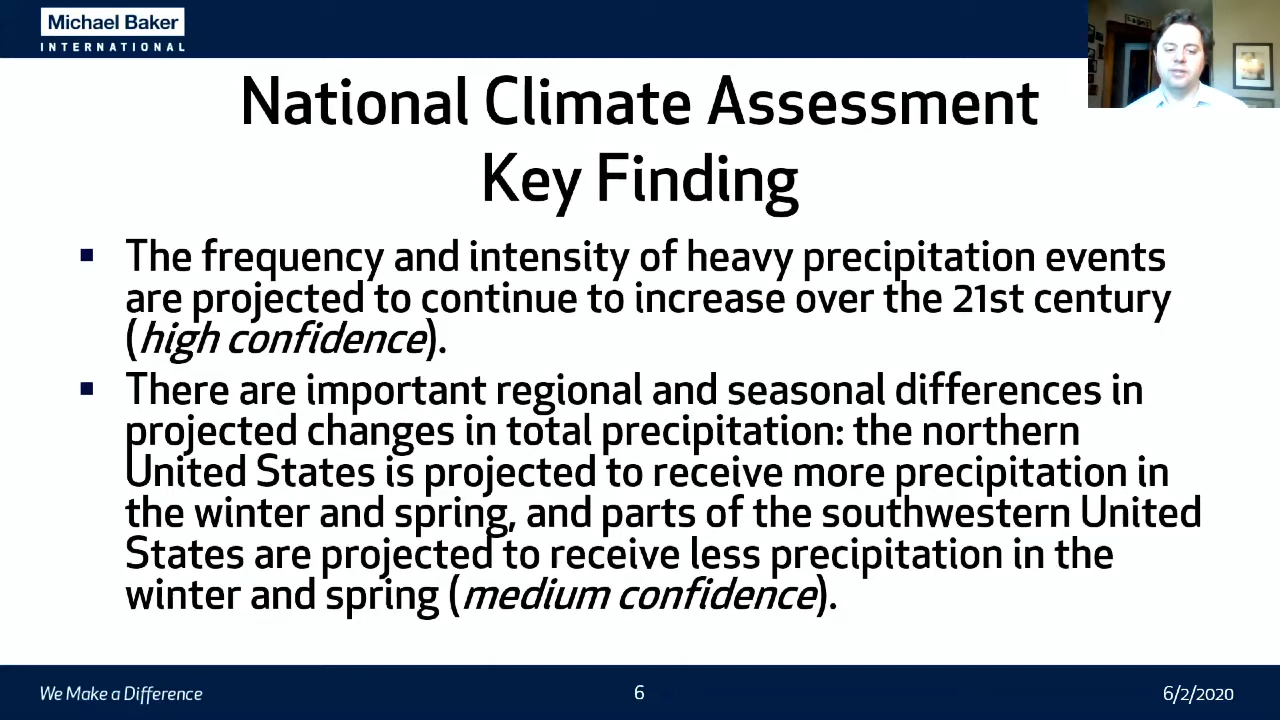 Michael Baker
INTERNATIONAL
National Climate Assessment
Key Finding
▪ The frequency and intensity of heavy precipitation events
are projected to continue to increase over the 21st century
(high confidence).
▪ There are important regional and seasonal differences in
projected changes in total precipitation: the northern
United States is projected to receive more precipitation in
the winter and spring, and parts of the southwestern United
States are projected to receive less precipitation in the
winter and spring (medium confidence).
We Make a Difference
6
6/2/2020